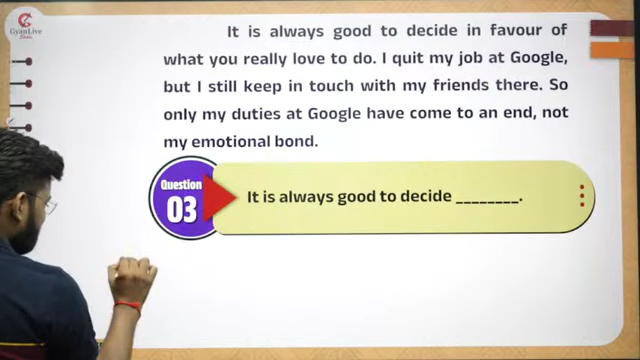 GyanLive
It is always good to decide in favour of
what you really love to do. I quit my job at Google,
but I still keep in touch with my friends there. So
only my duties at Google have come to an end, not
my emotional bond.
Question
03
It is always good to decide ________.